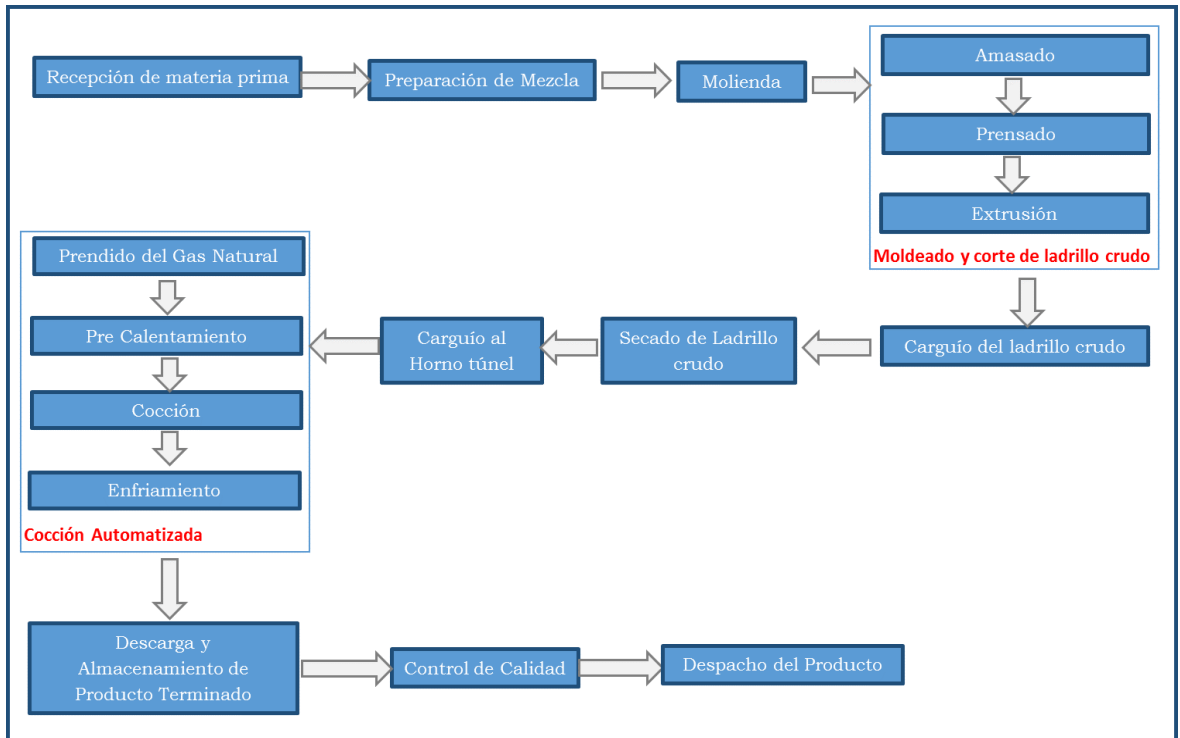 Recepción de materia prima
Preparación de Mezcla
Molienda
Amasado
Prensado
Extrusión
Moldeado y corte de ladrillo crudo
Carguío del ladrillo crudo
Secado de Ladrillo
crudo
Carguío al
Horno túnel
Prendido del Gas Natural
Pre Calentamiento
Cocción
Enfriamiento
Cocción Automatizada
Descarga y
Almacenamiento de
Producto Terminado
Control de Calidad
Despacho del Producto